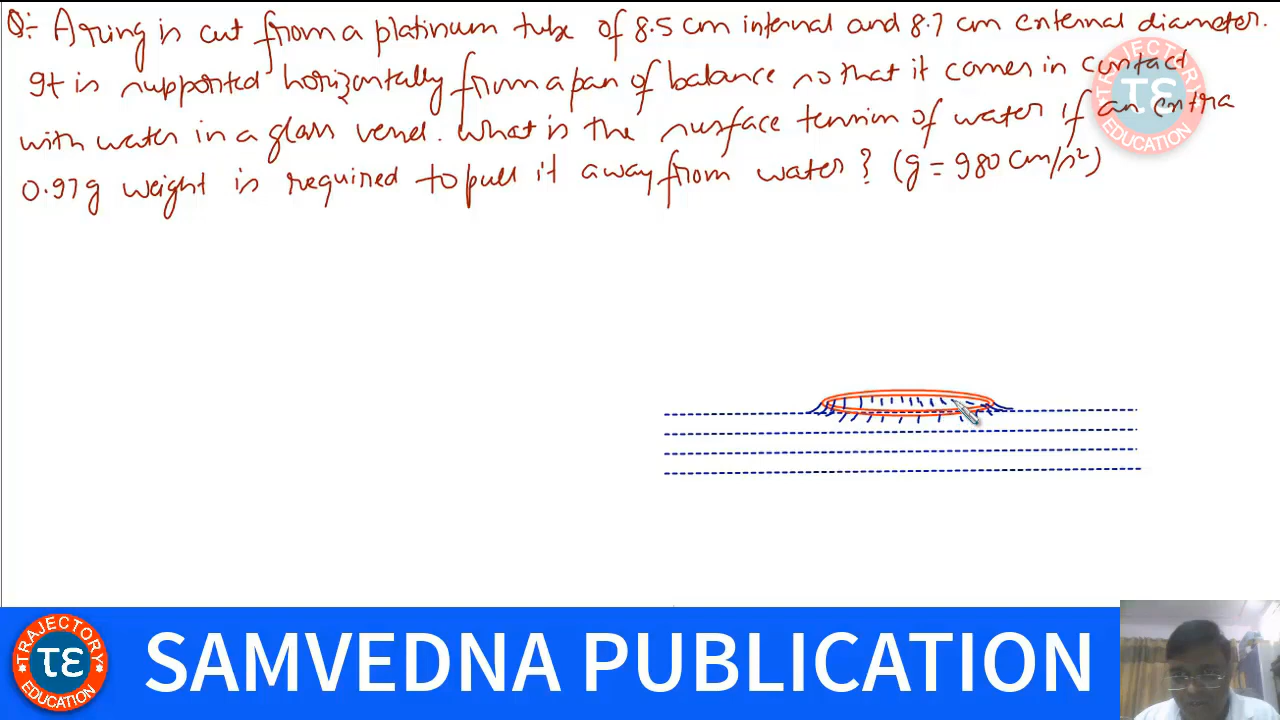 Q:- A ring is cut from a platinum tube of 8.5 cm internal and 8.7 cm external diameter.
It is supported horizontally from a pan of balance so that it comes in contact
with water in a glass vessel. What is the surface tension of water if an extra
0.97g weight is required to pull it away from water? (g = 980 cm/s²)
TRAJECTORY
TE
EDUCATION
TRAJECTORY
TE
EDUCATION
SAMVEDNA PUBLICATION